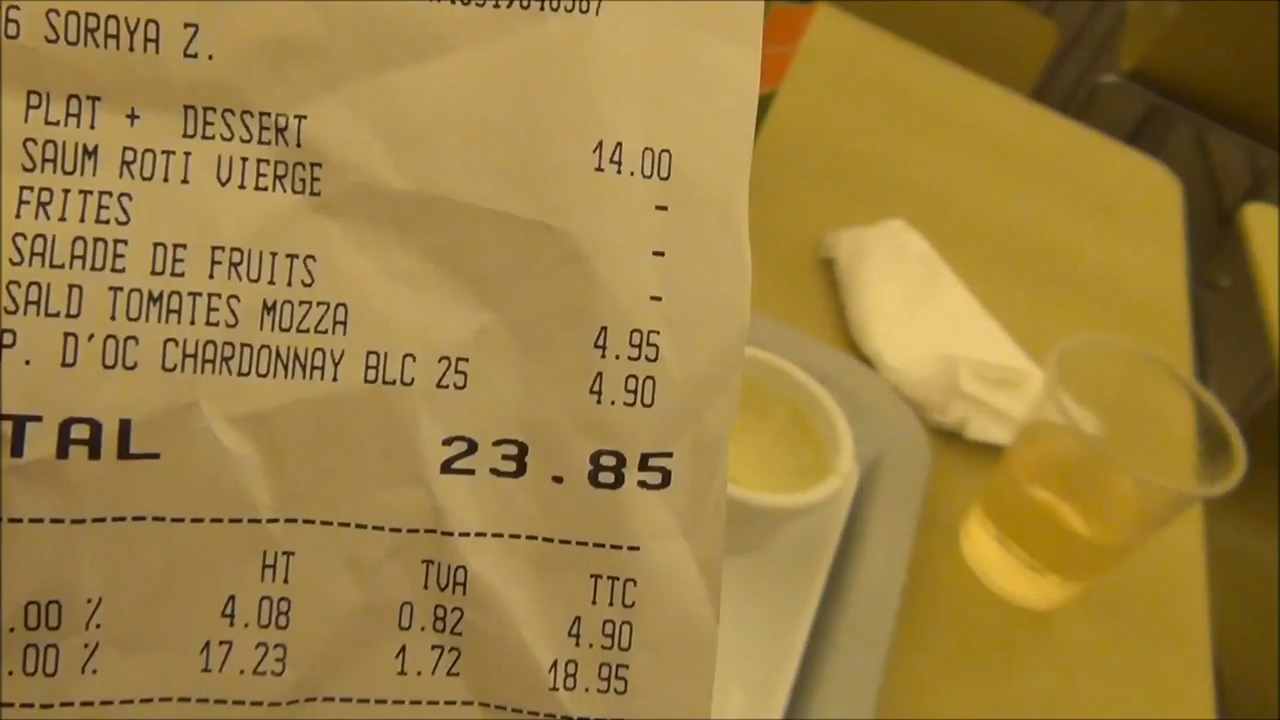 6 SORAYA Z.
PLAT + DESSERT 14.00
SAUM ROTI VIERGE -
FRITES -
SALADE DE FRUITS -
SALD TOMATES MOZZA 4.95
P. D'OC CHARDONNAY BLC 25 4.90
TAL 23.85
HT TVA TTC
.00 % 4.08 0.82 4.90
.00 % 17.23 1.72 18.95